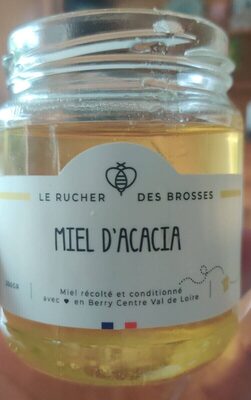 LE RUCHER DES BROSSES
MIEL D'ACACIA
Miel récolté et conditionné
avec ♥ en Berry Centre Val de Loire